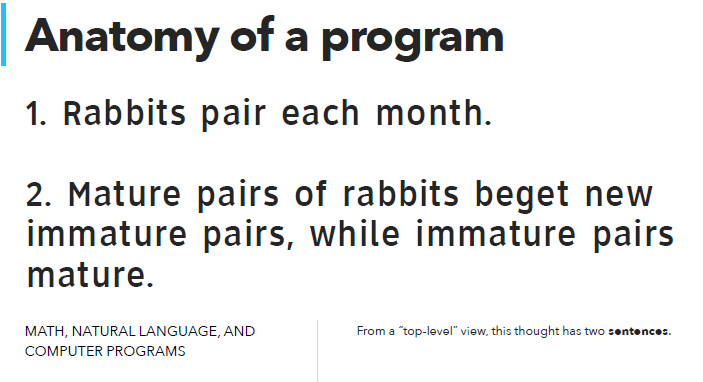 Anatomy of a program
1. Rabbits pair each month.
2. Mature pairs of rabbits beget new
immature pairs, while immature pairs
mature.
MATH, NATURAL LANGUAGE, AND
COMPUTER PROGRAMS
From a “top-level” view, this thought has two sentences.